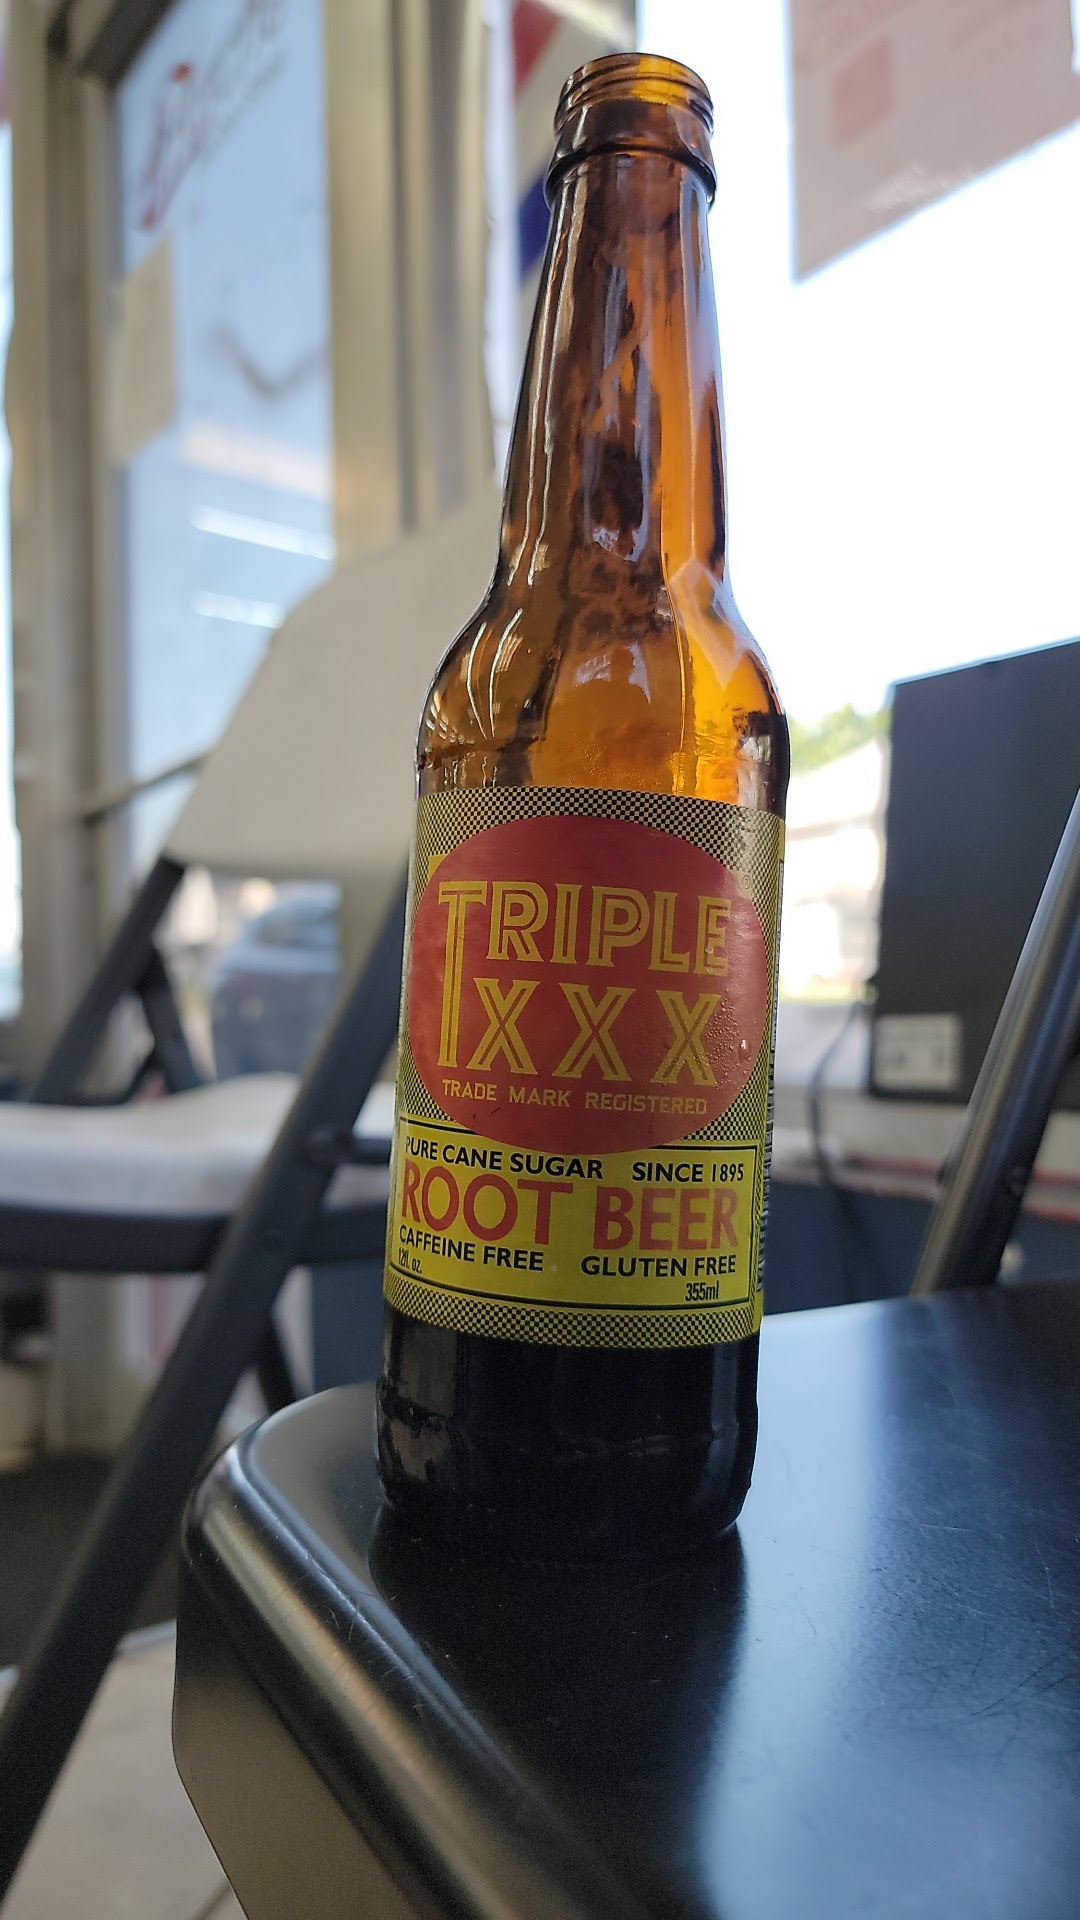 TRIPLE
XXX
TRADE MARK REGISTERED
PURE CANE SUGAR SINCE 1895
ROOT BEER
CAFFEINE FREE GLUTEN FREE
12fl. oz. 355ml